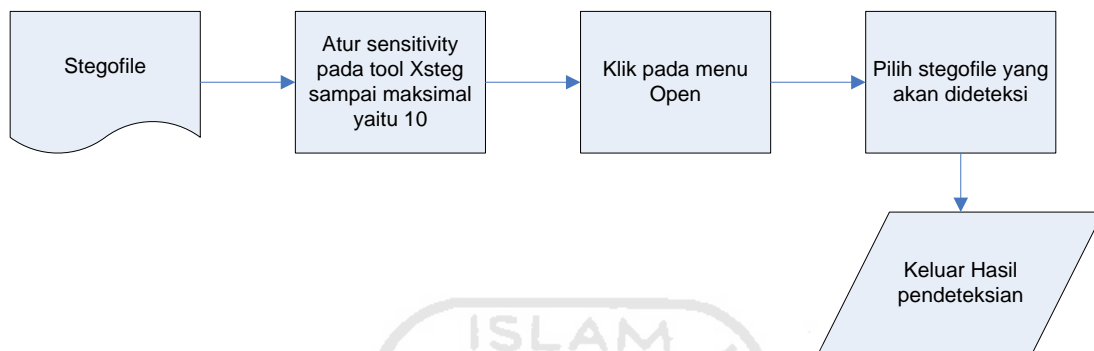 Stegofile
Atur sensitivity
pada tool Xsteg
sampai maksimal
yaitu 10
Klik pada menu
Open
Pilih stegofile yang
akan dideteksi
Keluar Hasil
pendeteksian
ISLAM